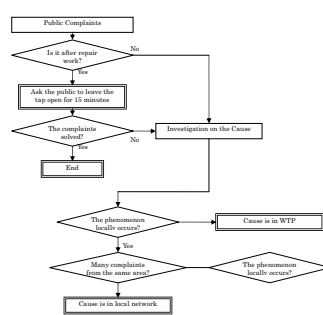 Public Complaints
No
Is it after repair
work?
Yes
Ask the public to leave the
tap open for 15 minutes
The complaints
solved?
Investigation on the Cause
Yes
No
End
The phenomenon
locally occurs?
Cause is in WTP
Yes
Many complaints
from the same area?
The phenomenon
locally occurs?
Cause is in local network